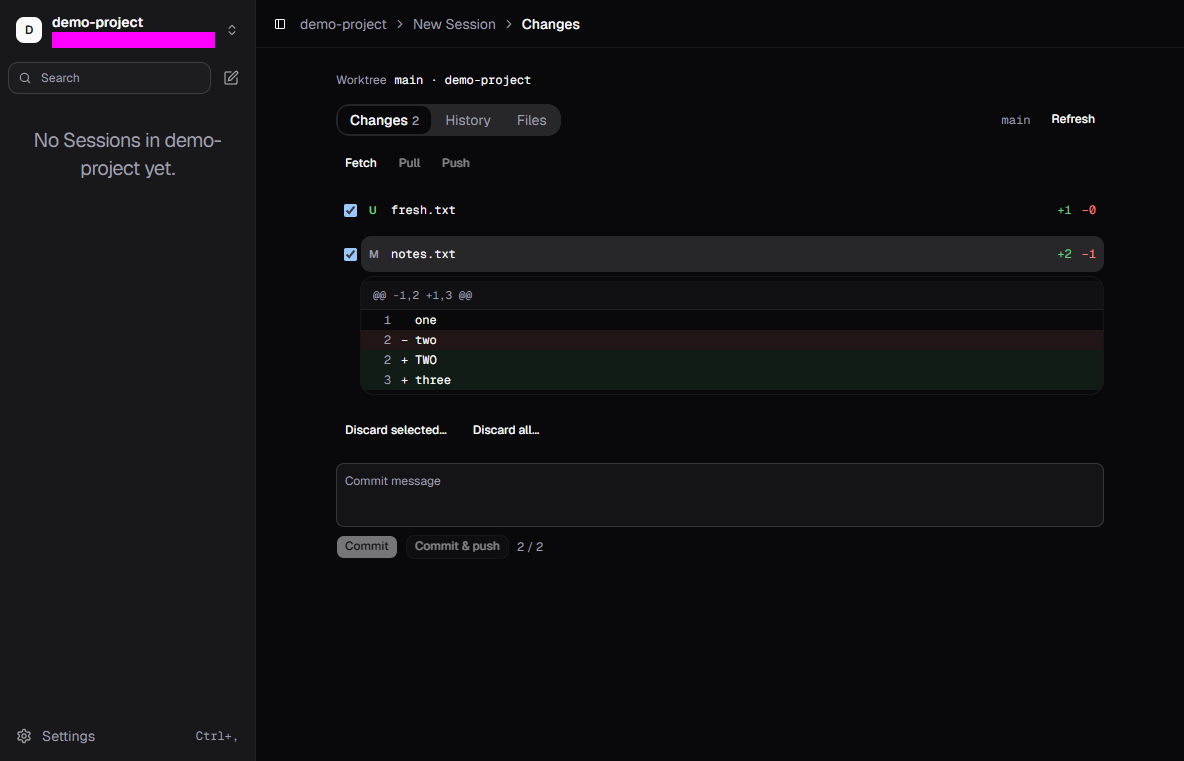 D
demo-project
Search
No Sessions in demo-
project yet.
Settings
Ctrl+,
demo-project > New Session > Changes
Worktree main · demo-project
Changes 2
History
Files
main
Refresh
Fetch
Pull
Push
U fresh.txt +1 −0
M notes.txt +2 −1
@@ -1,2 +1,3 @@
1 one
2 − two
2 + TWO
3 + three
Discard selected…
Discard all…
Commit message
Commit
Commit & push
2 / 2